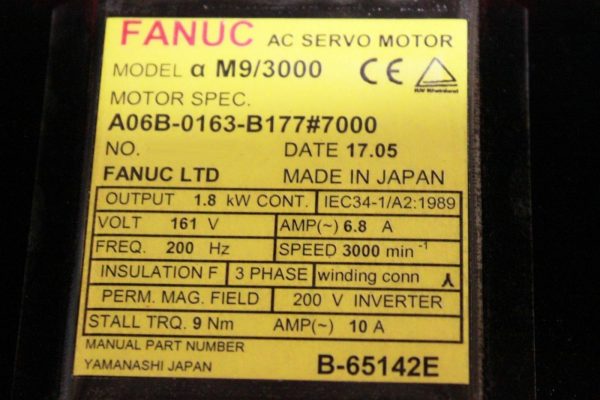 FANUC AC SERVO MOTOR
MODEL α M9/3000 CE
TUV Rheinland
MOTOR SPEC.
A06B-0163-B177#7000
NO. DATE 17.05
FANUC LTD MADE IN JAPAN
OUTPUT 1.8 kW CONT. IEC34-1/A2:1989
VOLT 161 V AMP(~) 6.8 A
FREQ. 200 Hz SPEED 3000 min⁻¹
INSULATION F 3 PHASE winding conn
PERM. MAG. FIELD 200 V INVERTER
STALL TRQ. 9 Nm AMP(~) 10 A
MANUAL PART NUMBER
YAMANASHI JAPAN B-65142E